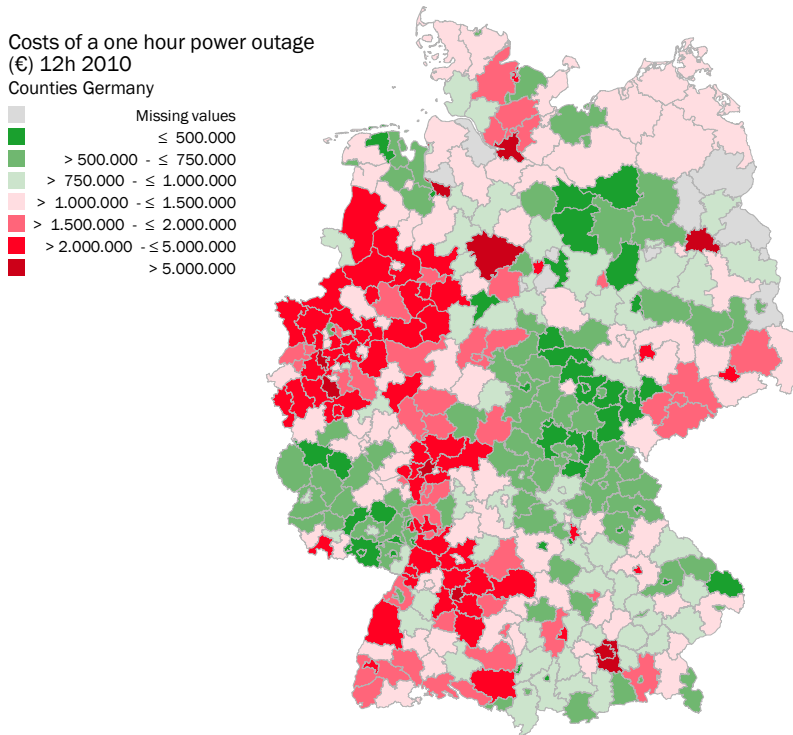 Costs of a one hour power outage
(€) 12h 2010
Counties Germany
Missing values
≤ 500.000
> 500.000 - ≤ 750.000
> 750.000 - ≤ 1.000.000
> 1.000.000 - ≤ 1.500.000
> 1.500.000 - ≤ 2.000.000
> 2.000.000 - ≤ 5.000.000
> 5.000.000